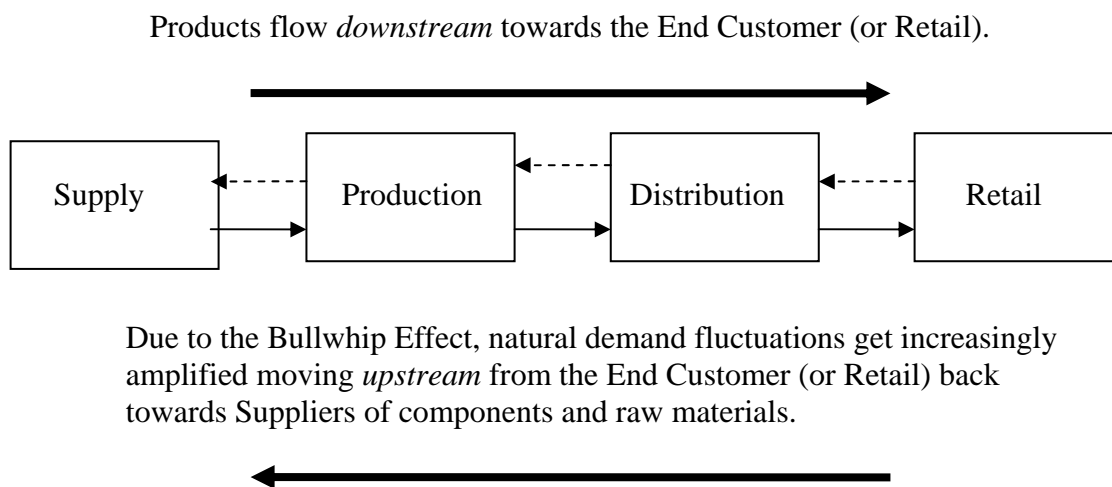 Products flow downstream towards the End Customer (or Retail).
Supply
Production
Distribution
Retail
Due to the Bullwhip Effect, natural demand fluctuations get increasingly
amplified moving upstream from the End Customer (or Retail) back
towards Suppliers of components and raw materials.